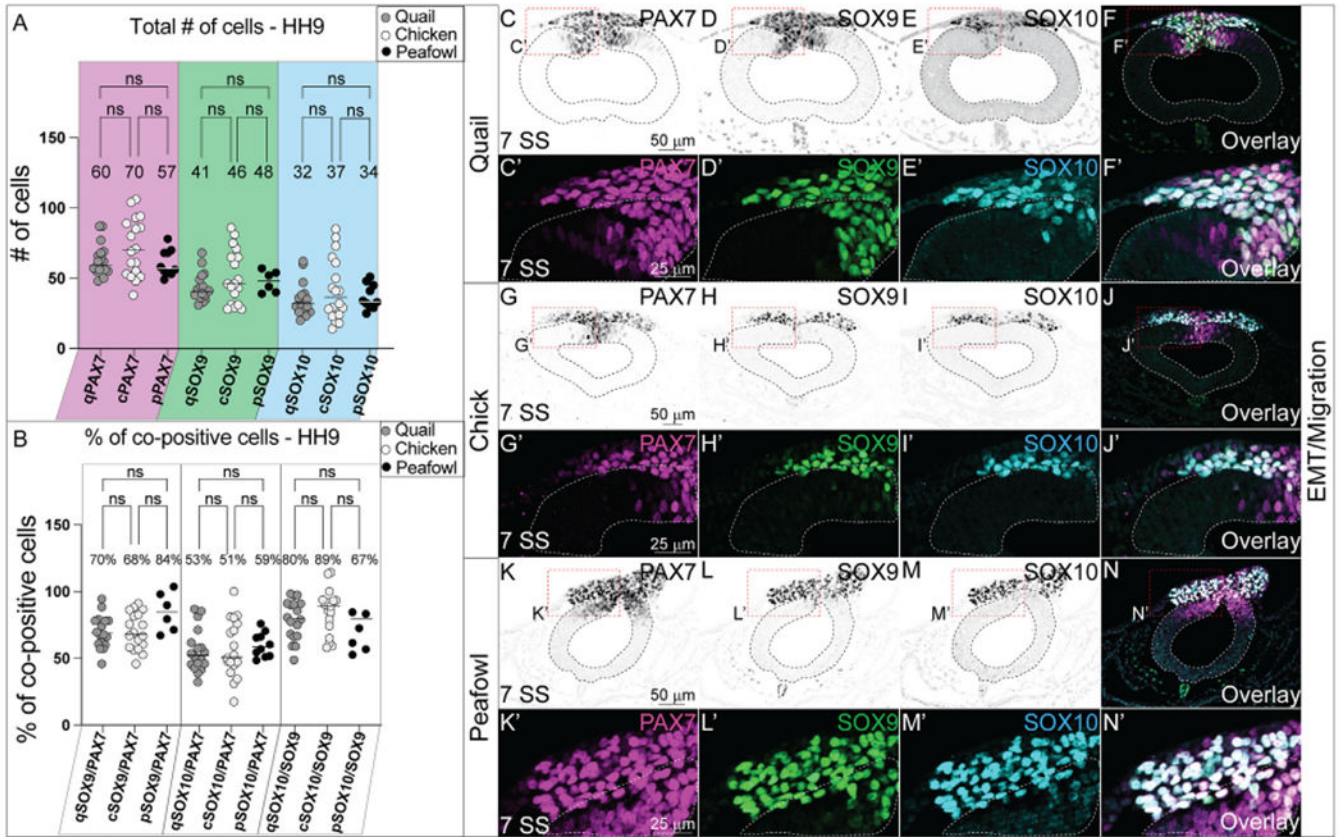 A
Total # of cells - HH9
Quail
Chicken
Peafowl
ns
ns
ns
ns ns
ns ns
ns ns
60 70 57
41 46 48
32 37 34
# of cells
150
100
50
0
qPAX7
cPAX7
pPAX7
qSOX9
cSOX9
pSOX9
qSOX10
cSOX10
pSOX10
B
% of co-positive cells - HH9
Quail
Chicken
Peafowl
ns
ns
ns
ns ns
ns ns
ns ns
70% 68% 84%
53% 51% 59%
80% 89% 67%
% of co-positive cells
150
100
50
0
qSOX9/PAX7
cSOX9/PAX7
pSOX9/PAX7
qSOX10/PAX7
cSOX10/PAX7
pSOX10/PAX7
qSOX10/SOX9
cSOX10/SOX9
pSOX10/SOX9
Quail
C PAX7
C'
7 SS 50 μm
D SOX9
D'
E SOX10
E'
F
F'
Overlay
C' PAX7
7 SS 25 μm
D' SOX9
E' SOX10
F'
Overlay
Chick
G PAX7
G'
7 SS 50 μm
H SOX9
H'
I SOX10
I'
J
J'
Overlay
G' PAX7
7 SS 25 μm
H' SOX9
I' SOX10
J'
Overlay
Peafowl
K PAX7
K'
7 SS 50 μm
L SOX9
L'
M SOX10
M'
N
N'
Overlay
K' PAX7
7 SS 25 μm
L' SOX9
M' SOX10
N'
Overlay
EMT/Migration